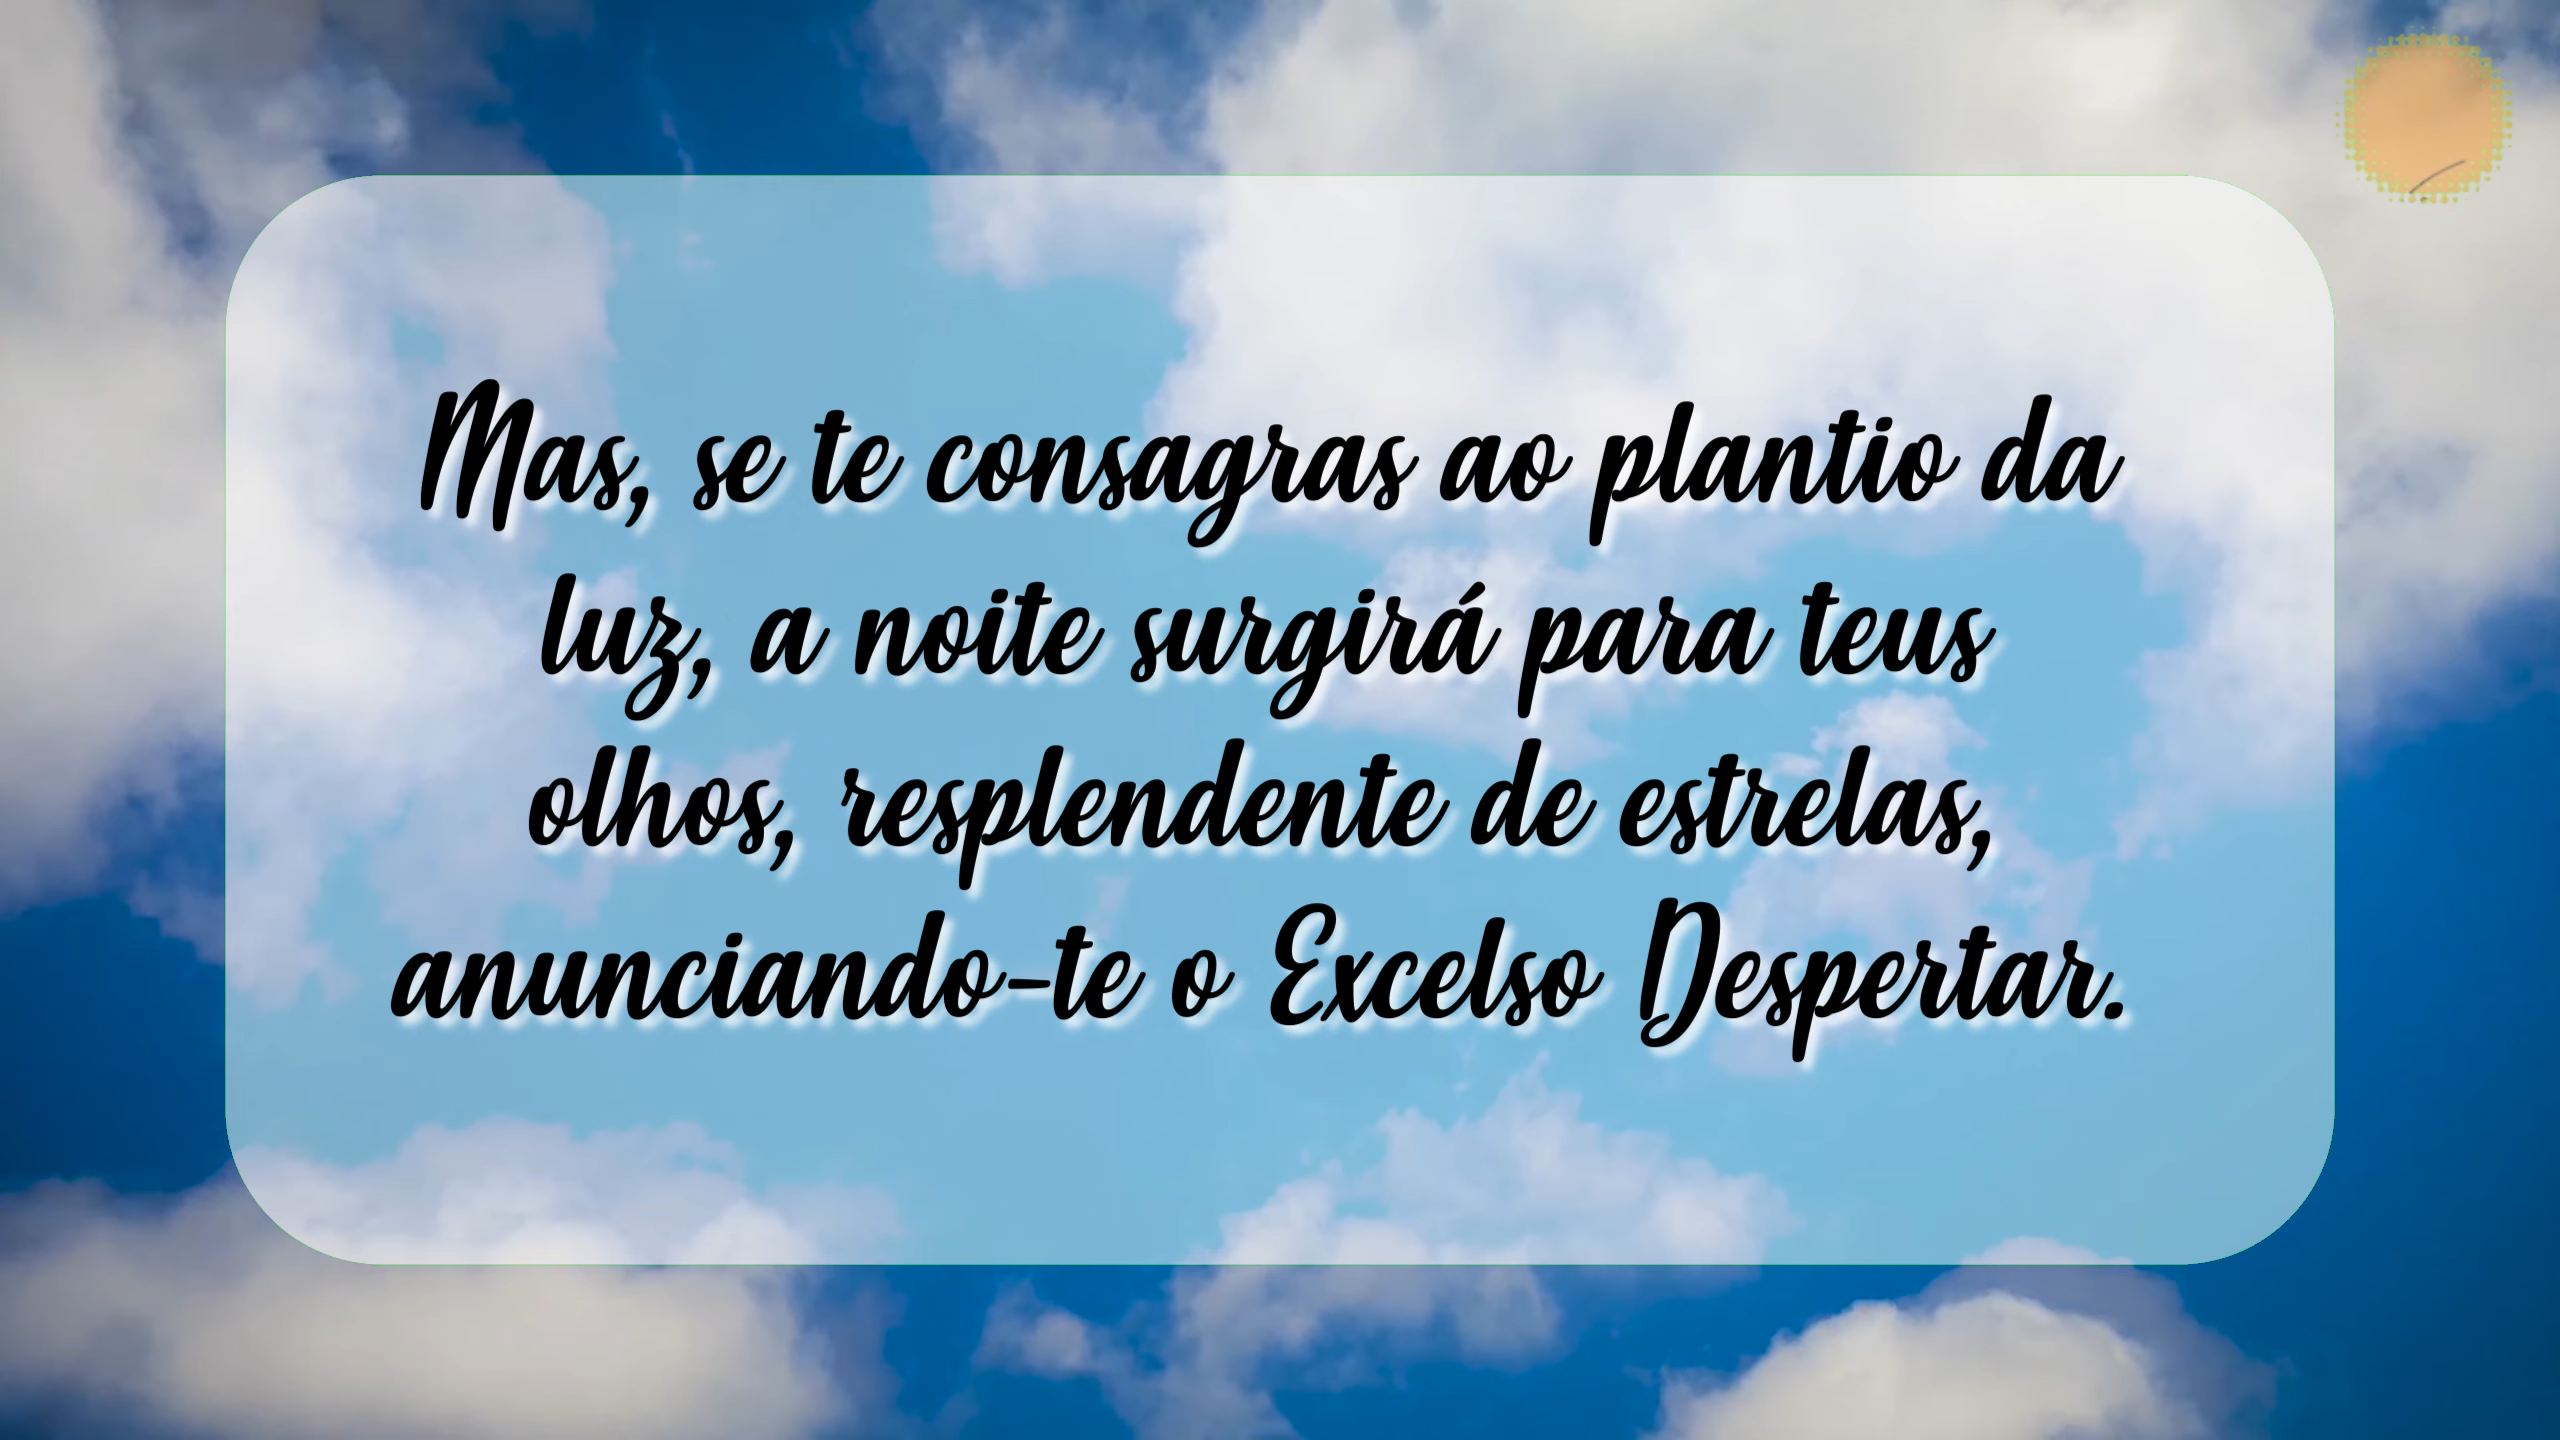 Mas, se te consagras ao plantio da
luz, a noite surgirá para teus
olhos, resplendente de estrelas,
anunciando-te o Excelso Despertar.